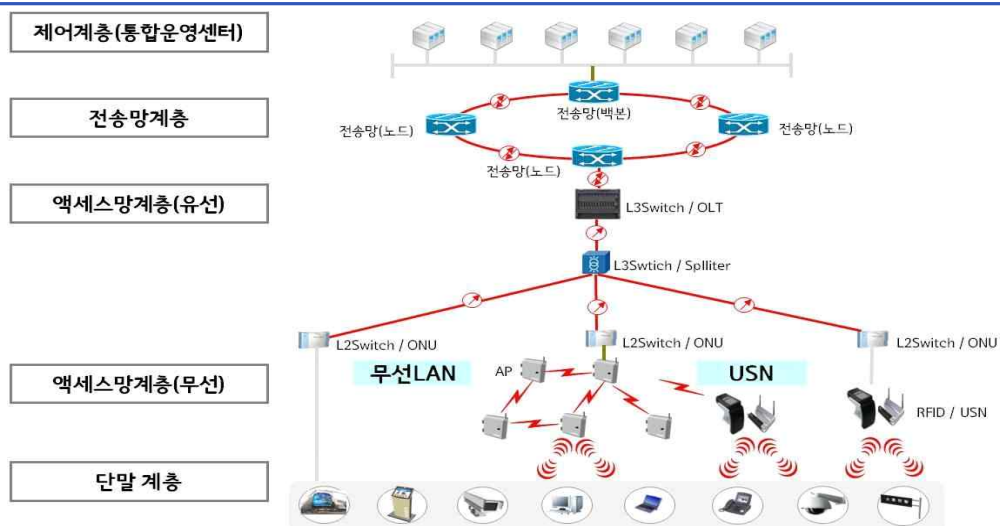 제어계층(통합운영센터)
전송망계층
전송망(백본)
전송망(노드)
전송망(노드)
전송망(노드)
액세스망계층(유선)
L3Switch / OLT
L3Swtich / Splliter
L2Switch / ONU
L2Switch / ONU
L2Switch / ONU
액세스망계층(무선)
무선LAN
AP
USN
RFID / USN
단말 계층